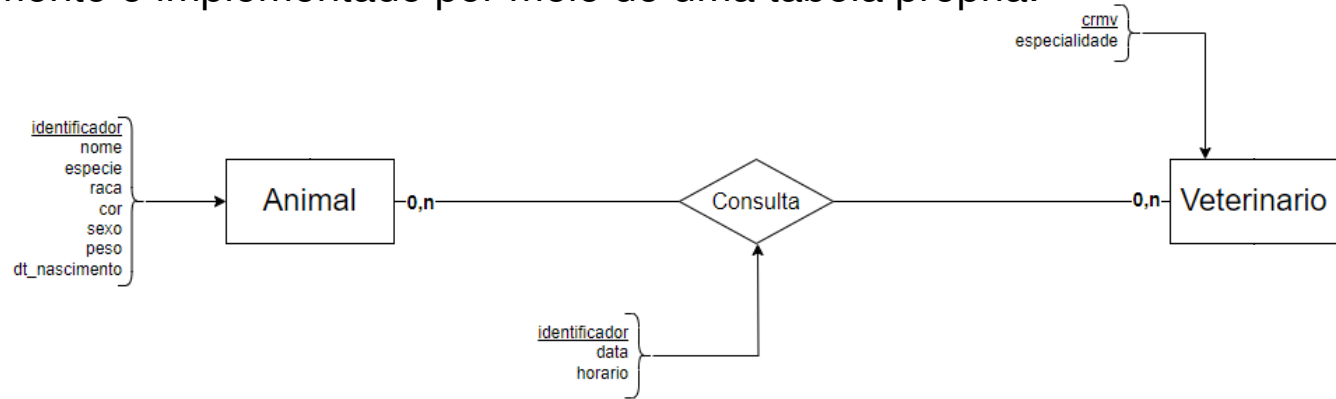 mento é implementado por meio de uma tabela própria.
crmv
especialidade
identificador
nome
especie
raca
cor
sexo
peso
dt_nascimento
Animal
0,n
Consulta
0,n
Veterinario
identificador
data
horario